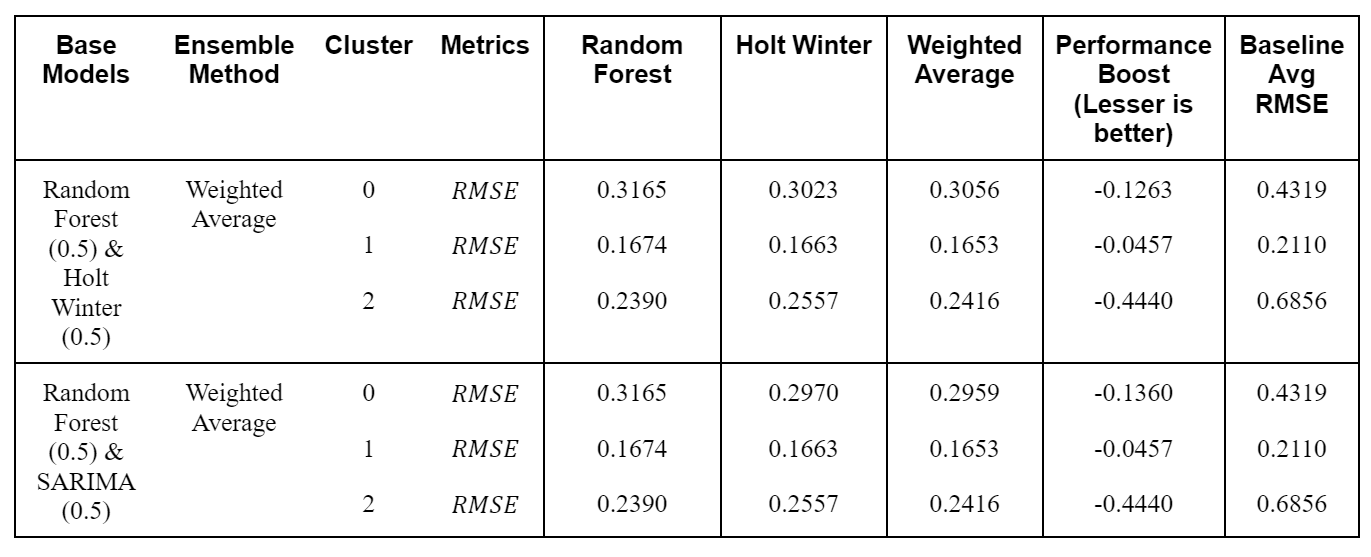 Base Models | Ensemble Method | Cluster | Metrics | Random Forest | Holt Winter | Weighted Average | Performance Boost (Lesser is better) | Baseline Avg RMSE
Random Forest (0.5) & Holt Winter (0.5) | Weighted Average | 0 | RMSE | 0.3165 | 0.3023 | 0.3056 | -0.1263 | 0.4319
1 | RMSE | 0.1674 | 0.1663 | 0.1653 | -0.0457 | 0.2110
2 | RMSE | 0.2390 | 0.2557 | 0.2416 | -0.4440 | 0.6856
Random Forest (0.5) & SARIMA (0.5) | Weighted Average | 0 | RMSE | 0.3165 | 0.2970 | 0.2959 | -0.1360 | 0.4319
1 | RMSE | 0.1674 | 0.1663 | 0.1653 | -0.0457 | 0.2110
2 | RMSE | 0.2390 | 0.2557 | 0.2416 | -0.4440 | 0.6856